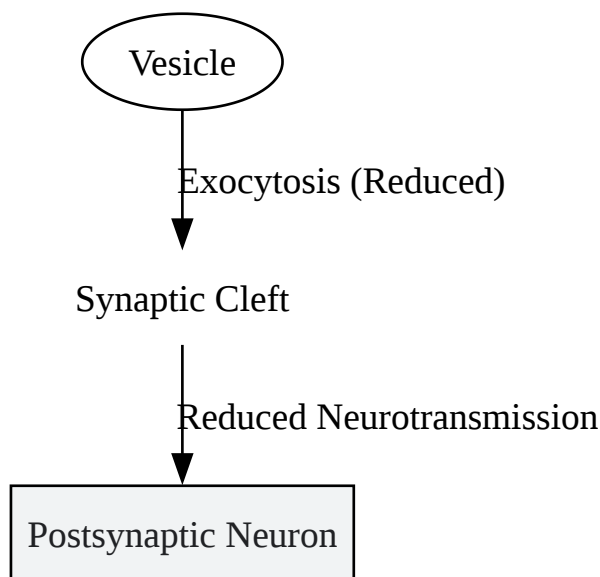 Vesicle
Exocytosis (Reduced)
Synaptic Cleft
Reduced Neurotransmission
Postsynaptic Neuron